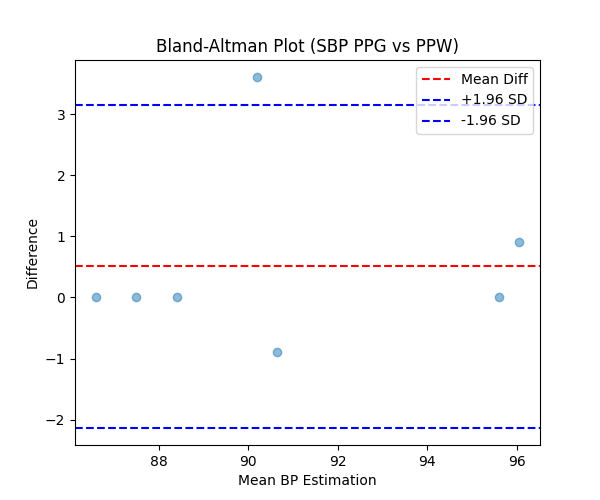 Bland-Altman Plot (SBP PPG vs PPW)
Mean Diff
+1.96 SD
-1.96 SD
3
2
1
0
−1
−2
Difference
88
90
92
94
96
Mean BP Estimation